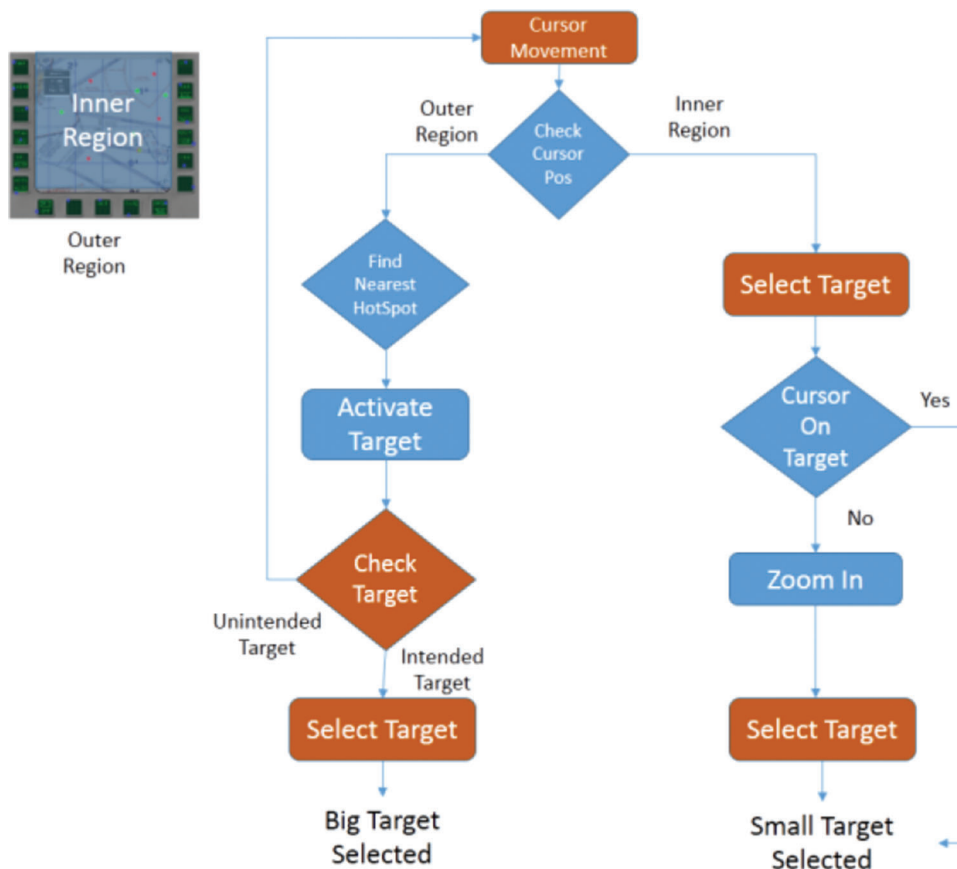 Cursor
Movement
Inner
Region
Outer
Region
Outer
Region
Inner
Region
Check
Cursor
Pos
Find
Nearest
HotSpot
Select Target
Activate
Target
Cursor
On
Target
Yes
No
Check
Target
Zoom In
Unintended
Target
Intended
Target
Select Target
Select Target
Big Target
Selected
Small Target
Selected